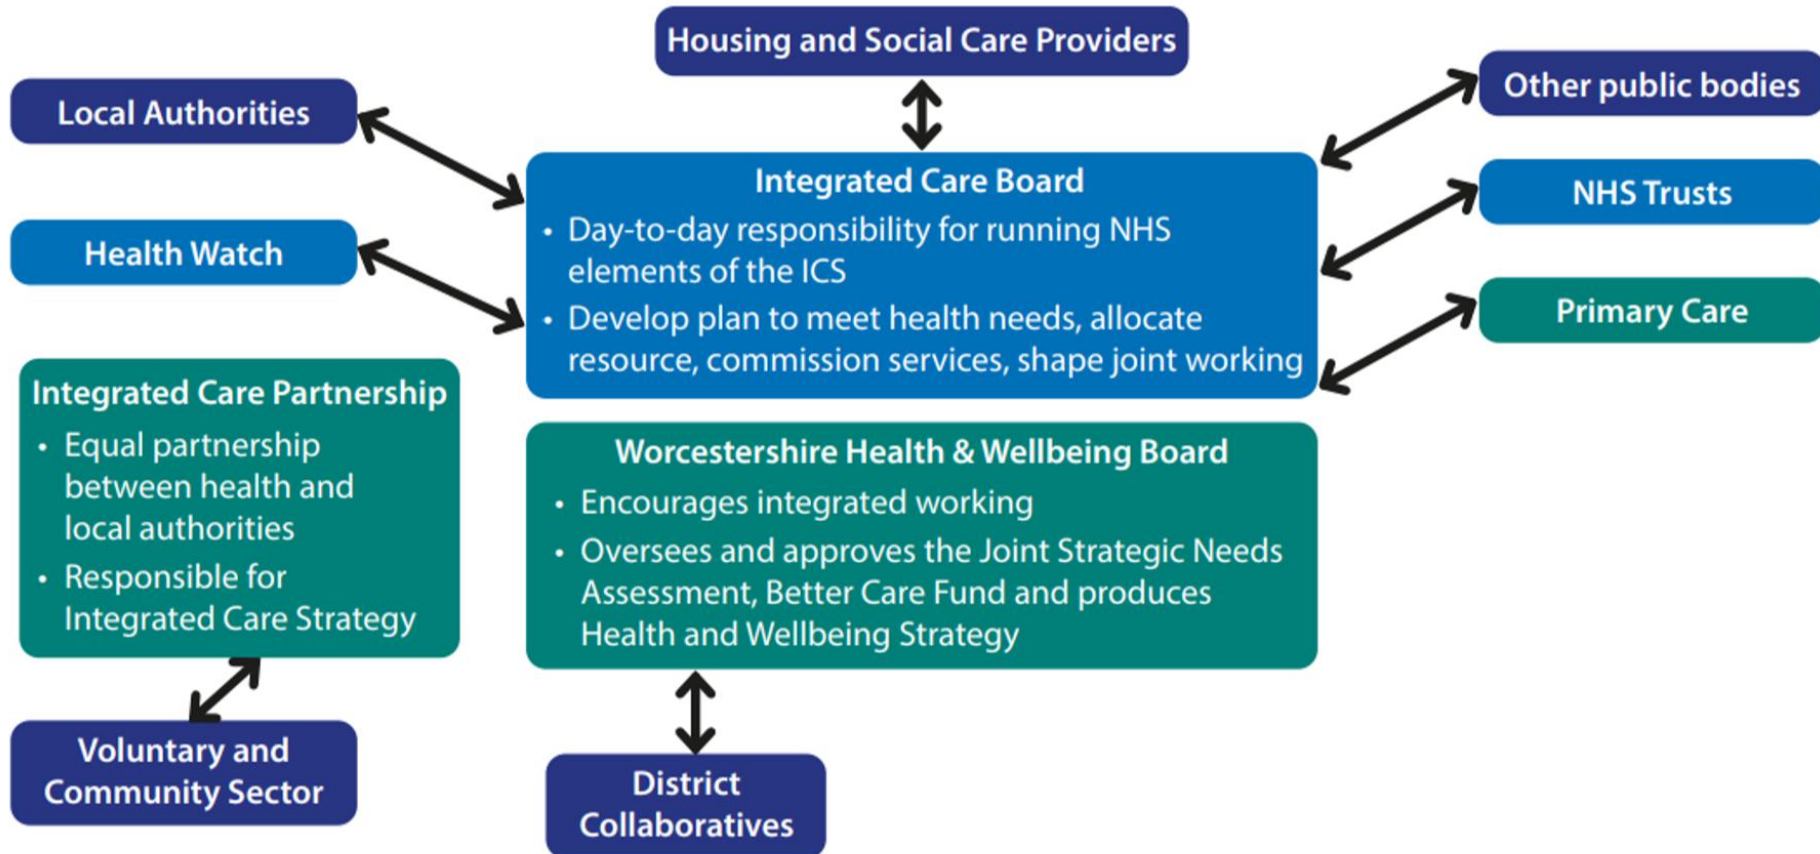 Housing and Social Care Providers
Local Authorities
Other public bodies
Health Watch
NHS Trusts
Primary Care
Integrated Care Board
• Day-to-day responsibility for running NHS
elements of the ICS
• Develop plan to meet health needs, allocate
resource, commission services, shape joint working
Integrated Care Partnership
• Equal partnership
between health and
local authorities
• Responsible for
Integrated Care Strategy
Worcestershire Health & Wellbeing Board
• Encourages integrated working
• Oversees and approves the Joint Strategic Needs
Assessment, Better Care Fund and produces
Health and Wellbeing Strategy
Voluntary and
Community Sector
District
Collaboratives